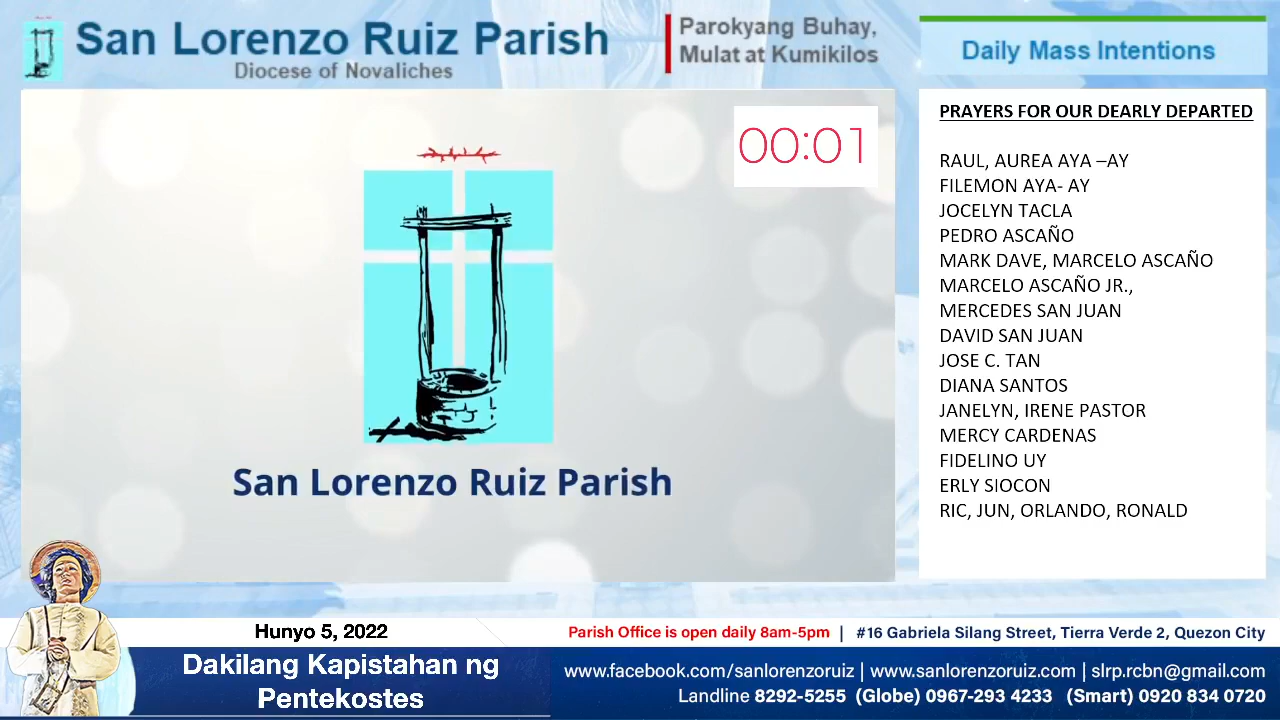 San Lorenzo Ruiz Parish
Diocese of Novaliches
Parokyang Buhay,
Mulat at Kumikilos
Daily Mass Intentions
00:01
San Lorenzo Ruiz Parish
PRAYERS FOR OUR DEARLY DEPARTED
RAUL, AUREA AYA –AY
FILEMON AYA- AY
JOCELYN TACLA
PEDRO ASCAÑO
MARK DAVE, MARCELO ASCAÑO
MARCELO ASCAÑO JR.,
MERCEDES SAN JUAN
DAVID SAN JUAN
JOSE C. TAN
DIANA SANTOS
JANELYN, IRENE PASTOR
MERCY CARDENAS
FIDELINO UY
ERLY SIOCON
RIC, JUN, ORLANDO, RONALD
Hunyo 5, 2022
Dakilang Kapistahan ng
Pentekostes
Parish Office is open daily 8am-5pm | #16 Gabriela Silang Street, Tierra Verde 2, Quezon City
www.facebook.com/sanlorenzoruiz | www.sanlorenzoruiz.com | slrp.rcbn@gmail.com
Landline 8292-5255 (Globe) 0967-293 4233 (Smart) 0920 834 0720